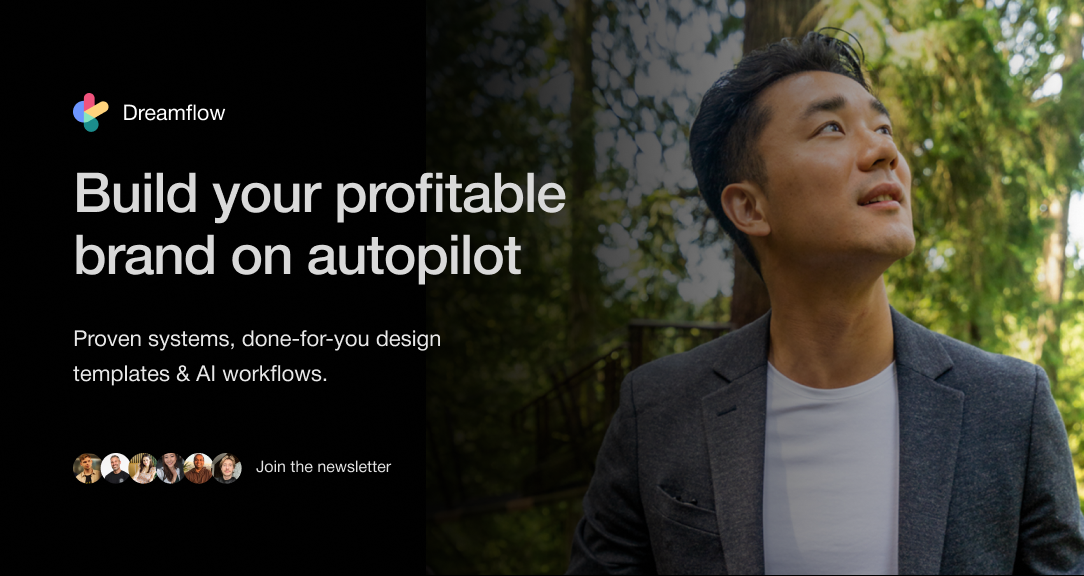 Dreamflow
Build your profitable
brand on autopilot
Proven systems, done-for-you design
templates & AI workflows.
Join the newsletter